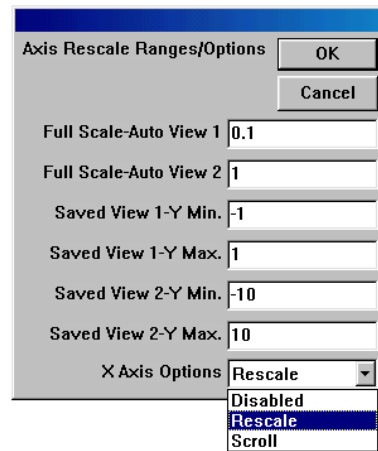 Axis Rescale Ranges/Options OK
Cancel
Full Scale-Auto View 1 0.1
Full Scale-Auto View 2 1
Saved View 1-Y Min. -1
Saved View 1-Y Max. 1
Saved View 2-Y Min. -10
Saved View 2-Y Max. 10
X Axis Options Rescale
Disabled
Rescale
Scroll